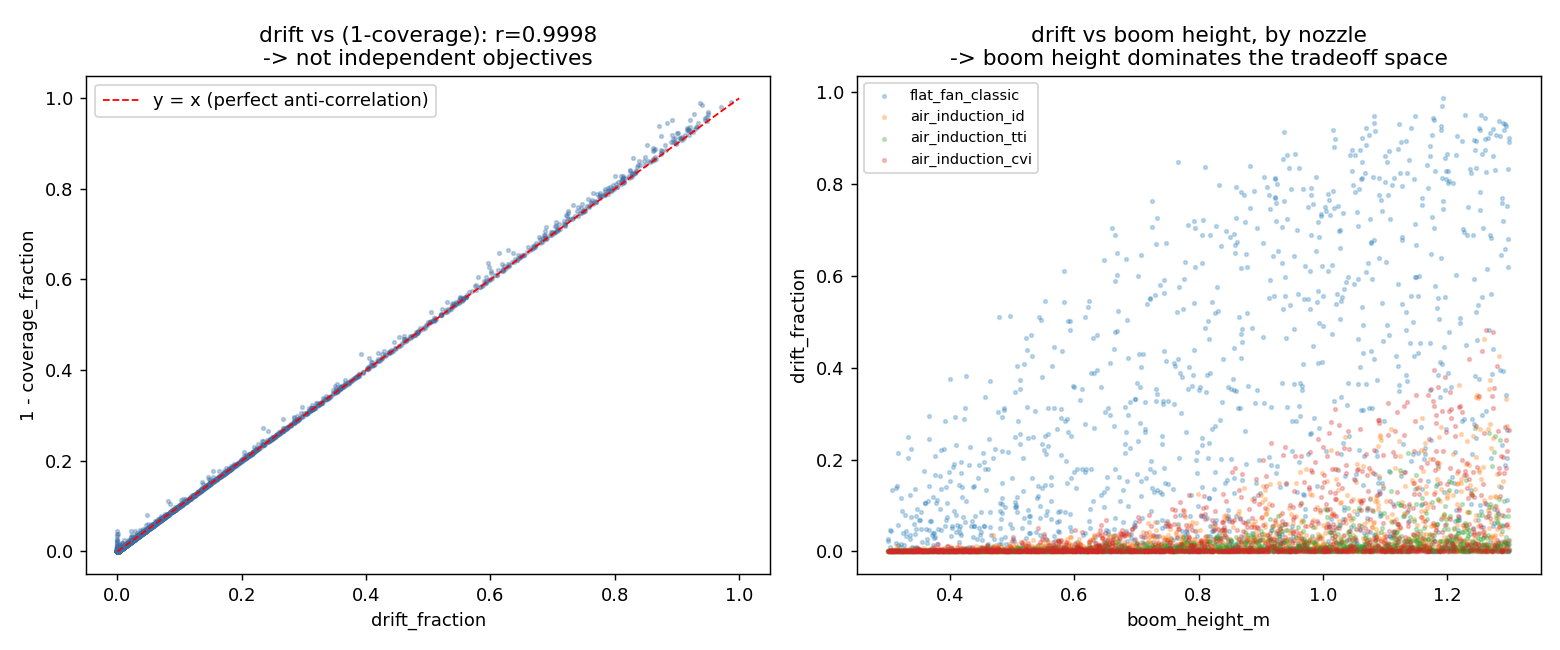 drift vs (1-coverage): r=0.9998
-> not independent objectives
y = x (perfect anti-correlation)
1.0
0.8
0.6
0.4
0.2
0.0
1 - coverage_fraction
0.0 0.2 0.4 0.6 0.8 1.0
drift_fraction
drift vs boom height, by nozzle
-> boom height dominates the tradeoff space
flat_fan_classic
air_induction_id
air_induction_tti
air_induction_cvi
1.0
0.8
0.6
0.4
0.2
0.0
drift_fraction
0.4 0.6 0.8 1.0 1.2
boom_height_m